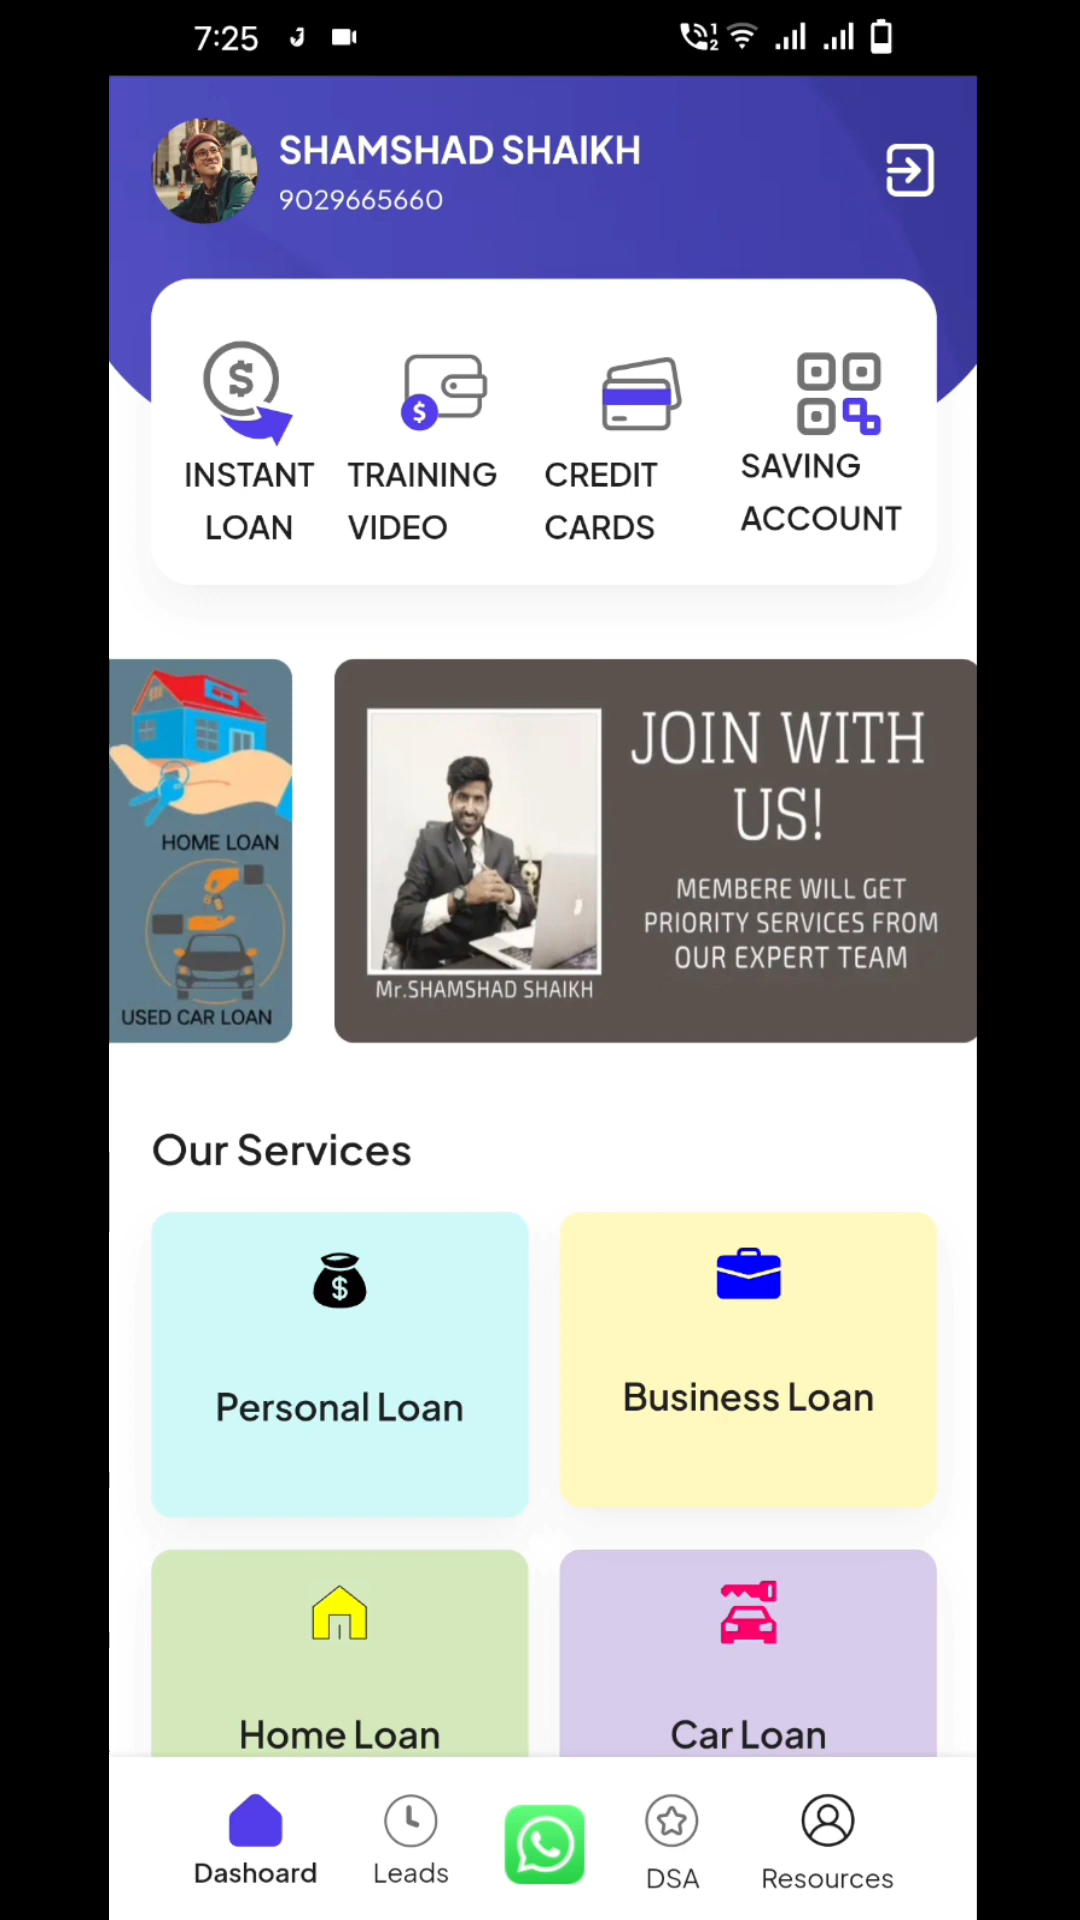 7:25
SHAMSHAD SHAIKH
9029665660
INSTANT
LOAN
TRAINING
VIDEO
CREDIT
CARDS
SAVING
ACCOUNT
HOME LOAN
USED CAR LOAN
JOIN WITH
US!
MEMBERE WILL GET
PRIORITY SERVICES FROM
OUR EXPERT TEAM
Mr.SHAMSHAD SHAIKH
Our Services
Personal Loan
Business Loan
Home Loan
Car Loan
Dashoard
Leads
DSA
Resources